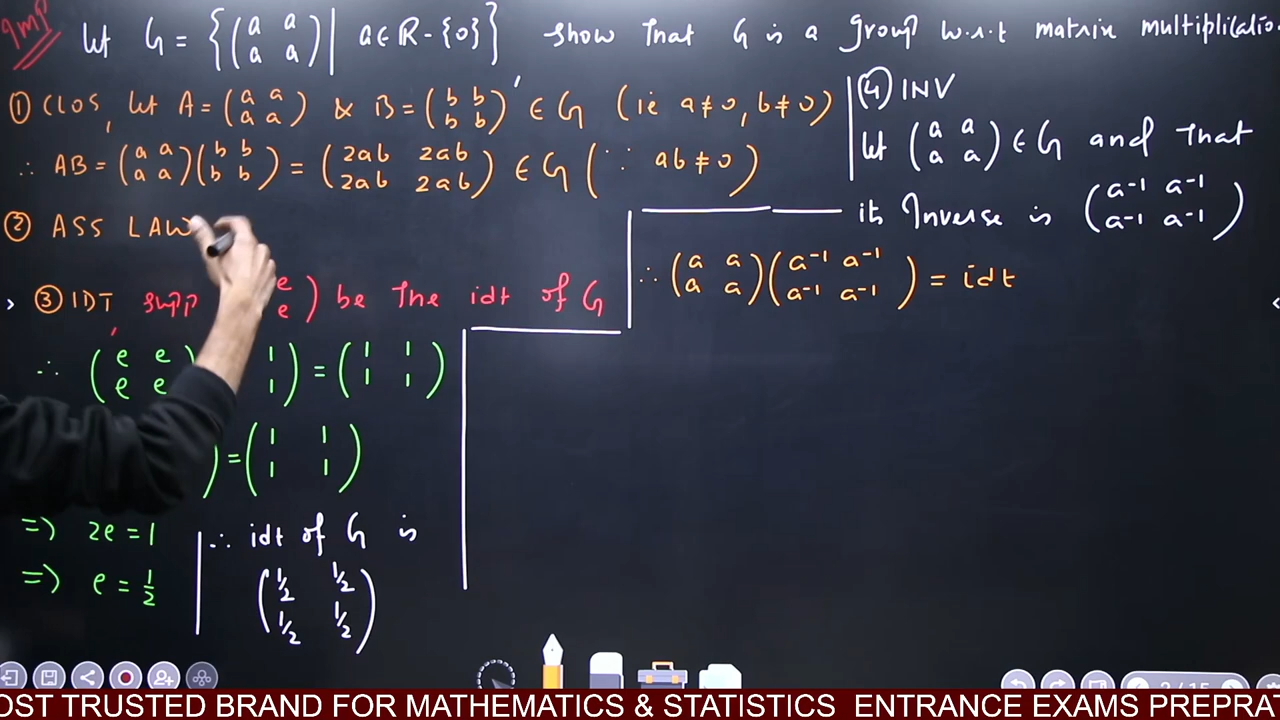 Imp
Let G = {(a a / a a) | a ∈ ℝ - {0}} show That G is a group w.r.t matrix multiplicatio
① CLOS, let A = (a a / a a) & B = (b b / b b) ∈ G (ie a ≠ 0, b ≠ 0)
∴ AB = (a a / a a)(b b / b b) = (2ab 2ab / 2ab 2ab) ∈ G (∵ ab ≠ 0)
② ASS LAW
③ IDT, supp e / e) be The idt of G
∴ (e e / e e) 1 / 1) = (1 1 / 1 1)
) = (1 1 / 1 1)
=) 2e = 1
=) e = 1/2
∴ idt of G is
(1/2 1/2 / 1/2 1/2)
④ INV
let (a a / a a) ∈ G and That
its Inverse is (a⁻¹ a⁻¹ / a⁻¹ a⁻¹)
∴ (a a / a a)(a⁻¹ a⁻¹ / a⁻¹ a⁻¹) = idt
OST TRUSTED BRAND FOR MATHEMATICS & STATISTICS ENTRANCE EXAMS PREPRA